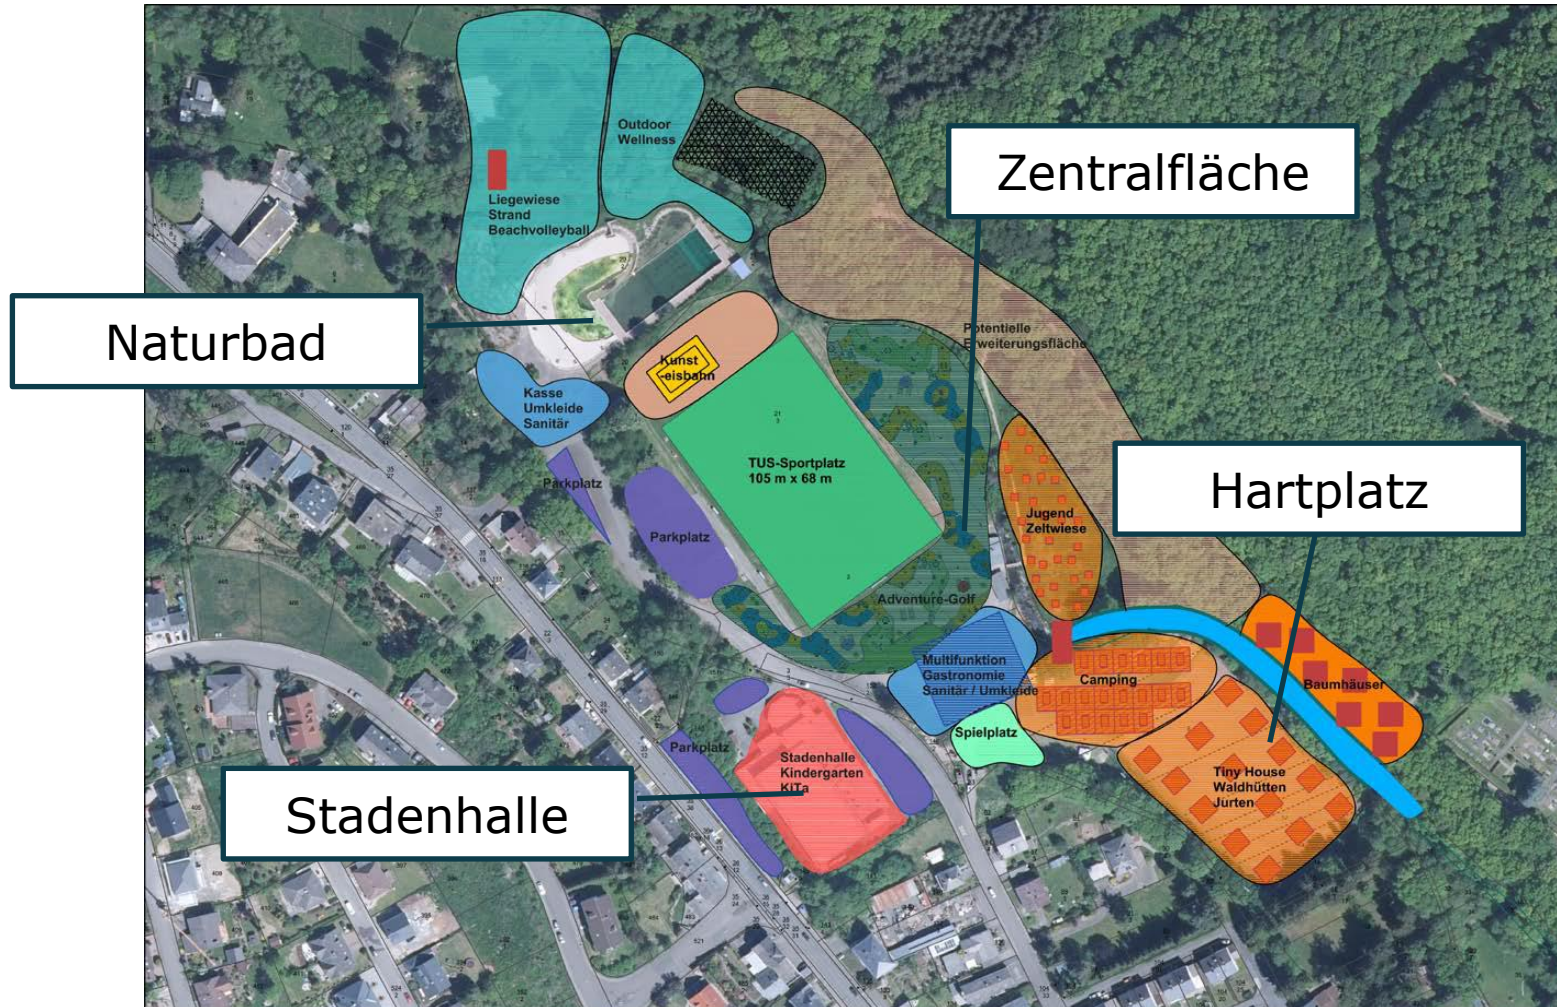 Outdoor
Wellness
Zentralfläche
Liegewiese
Strand
Beachvolleyball
Naturbad
Potentielle
Erweiterungsfläche
Kunst
-eisbahn
Kasse
Umkleide
Sanitär
TUS-Sportplatz
105 m x 68 m
Hartplatz
Parkplatz
Jugend
Zeltwiese
Parkplatz
Adventure-Golf
Multifunktion
Gastronomie
Sanitär / Umkleide
Camping
Baumhäuser
Spielplatz
Parkplatz
Stadenhalle
Kindergarten
KiTa
Tiny House
Waldhütten
Jurten
Stadenhalle